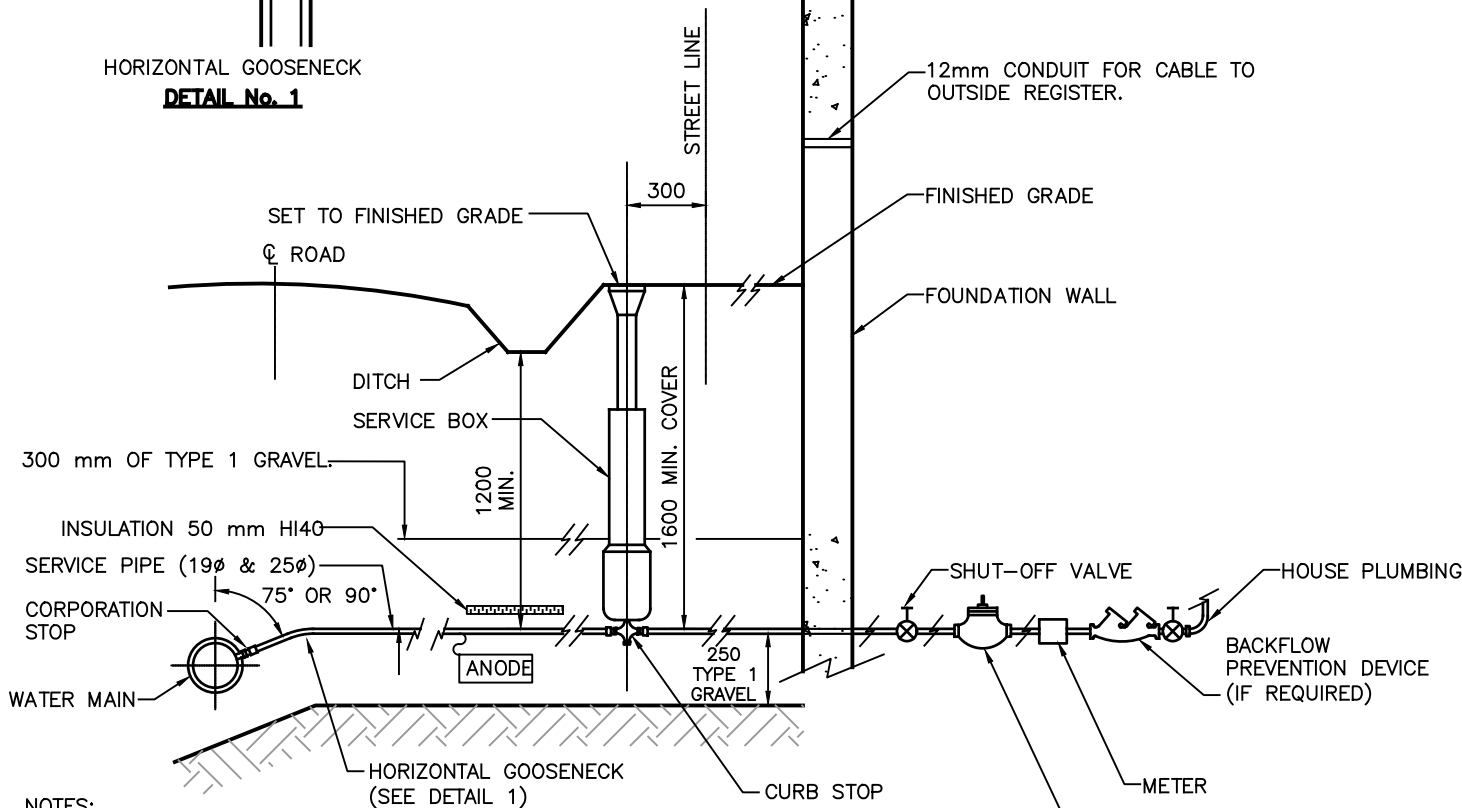 HORIZONTAL GOOSENECK
DETAIL No. 1
STREET LINE
12mm CONDUIT FOR CABLE TO
OUTSIDE REGISTER.
300
FINISHED GRADE
SET TO FINISHED GRADE
℄ ROAD
FOUNDATION WALL
DITCH
SERVICE BOX
1600 MIN. COVER
300 mm OF TYPE 1 GRAVEL.
1200
MIN.
INSULATION 50 mm HI40
SERVICE PIPE (19ø & 25ø)
75° OR 90°
CORPORATION
STOP
SHUT-OFF VALVE
HOUSE PLUMBING
ANODE
250
TYPE 1
GRAVEL
BACKFLOW
PREVENTION DEVICE
(IF REQUIRED)
WATER MAIN
HORIZONTAL GOOSENECK
(SEE DETAIL 1)
CURB STOP
METER
NOTES: